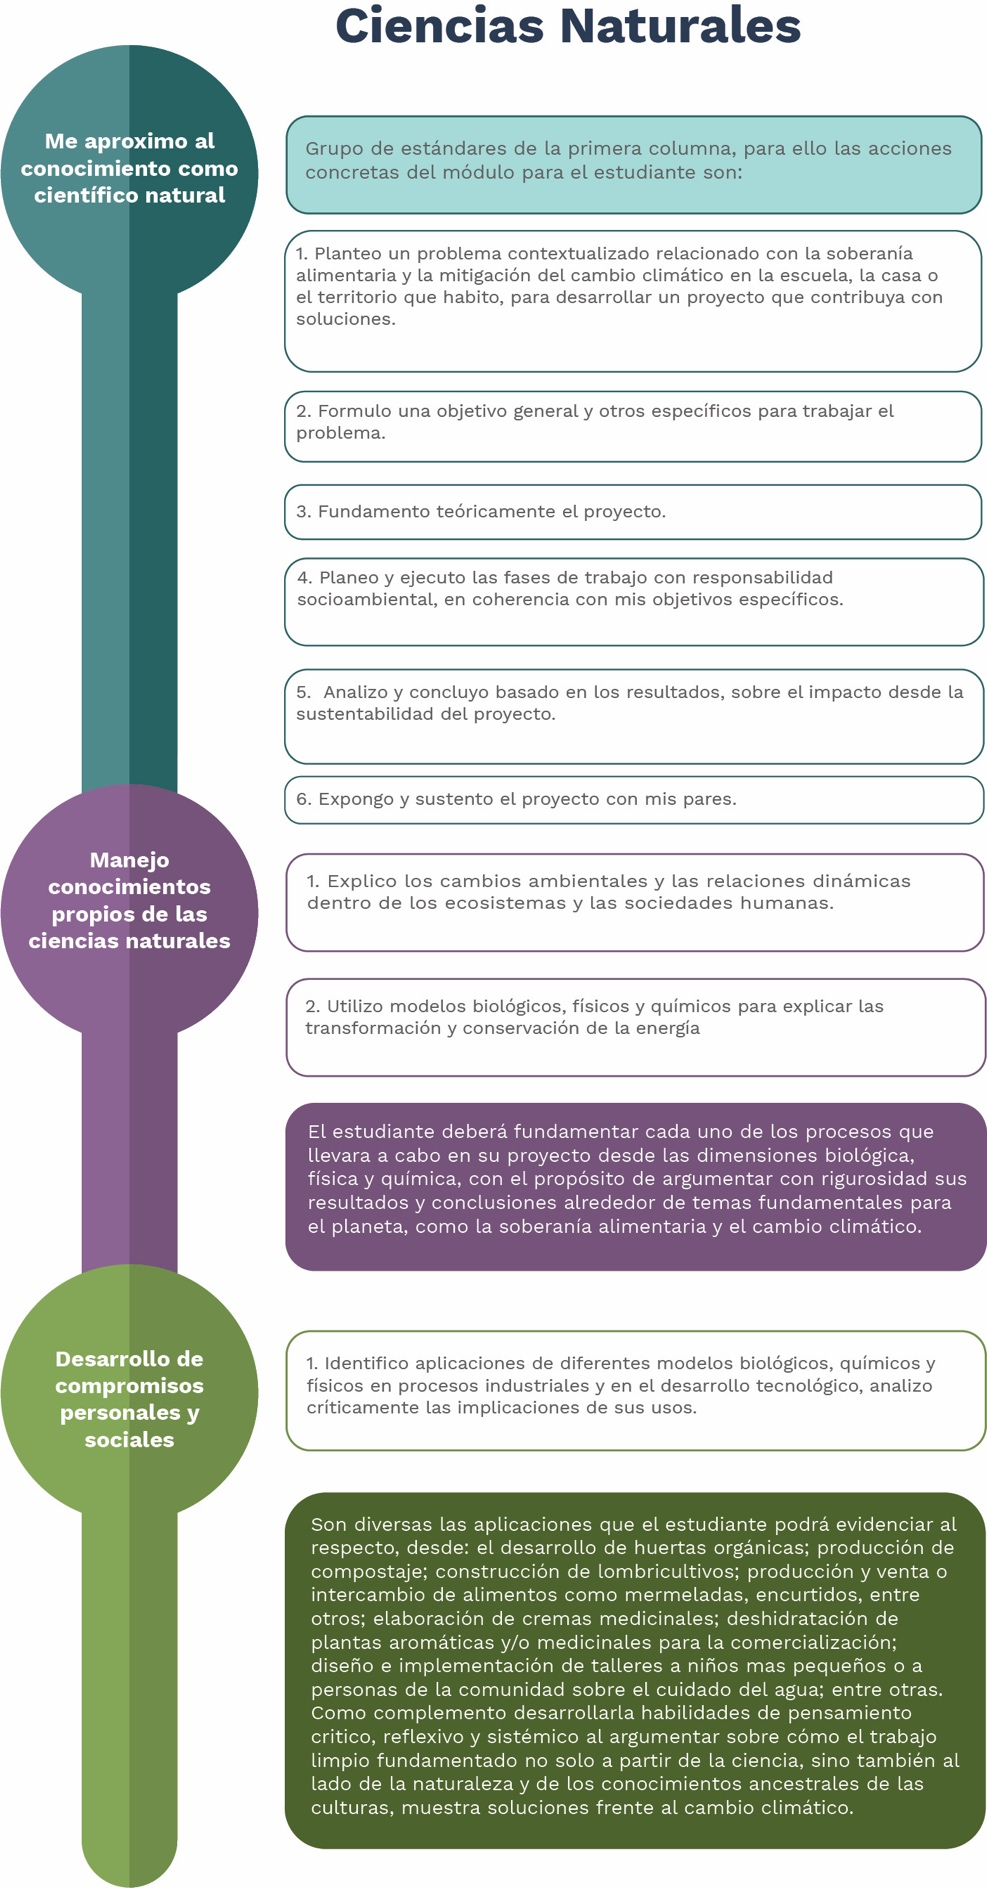 Ciencias Naturales
Me aproximo al
conocimiento como
científico natural
Grupo de estándares de la primera columna, para ello las acciones
concretas del módulo para el estudiante son:
1. Planteo un problema contextualizado relacionado con la soberanía
alimentaria y la mitigación del cambio climático en la escuela, la casa o
el territorio que habito, para desarrollar un proyecto que contribuya con
soluciones.
2. Formulo una objetivo general y otros específicos para trabajar el
problema.
3. Fundamento teóricamente el proyecto.
4. Planeo y ejecuto las fases de trabajo con responsabilidad
socioambiental, en coherencia con mis objetivos específicos.
5. Analizo y concluyo basado en los resultados, sobre el impacto desde la
sustentabilidad del proyecto.
6. Expongo y sustento el proyecto con mis pares.
Manejo
conocimientos
propios de las
ciencias naturales
1. Explico los cambios ambientales y las relaciones dinámicas
dentro de los ecosistemas y las sociedades humanas.
2. Utilizo modelos biológicos, físicos y químicos para explicar las
transformación y conservación de la energía
El estudiante deberá fundamentar cada uno de los procesos que
llevara a cabo en su proyecto desde las dimensiones biológica,
física y química, con el propósito de argumentar con rigurosidad sus
resultados y conclusiones alrededor de temas fundamentales para
el planeta, como la soberanía alimentaria y el cambio climático.
Desarrollo de
compromisos
personales y
sociales
1. Identifico aplicaciones de diferentes modelos biológicos, químicos y
físicos en procesos industriales y en el desarrollo tecnológico, analizo
críticamente las implicaciones de sus usos.
Son diversas las aplicaciones que el estudiante podrá evidenciar al
respecto, desde: el desarrollo de huertas orgánicas; producción de
compostaje; construcción de lombricultivos; producción y venta o
intercambio de alimentos como mermeladas, encurtidos, entre
otros; elaboración de cremas medicinales; deshidratación de
plantas aromáticas y/o medicinales para la comercialización;
diseño e implementación de talleres a niños mas pequeños o a
personas de la comunidad sobre el cuidado del agua; entre otras.
Como complemento desarrollarla habilidades de pensamiento
critico, reflexivo y sistémico al argumentar sobre cómo el trabajo
limpio fundamentado no solo a partir de la ciencia, sino también al
lado de la naturaleza y de los conocimientos ancestrales de las
culturas, muestra soluciones frente al cambio climático.